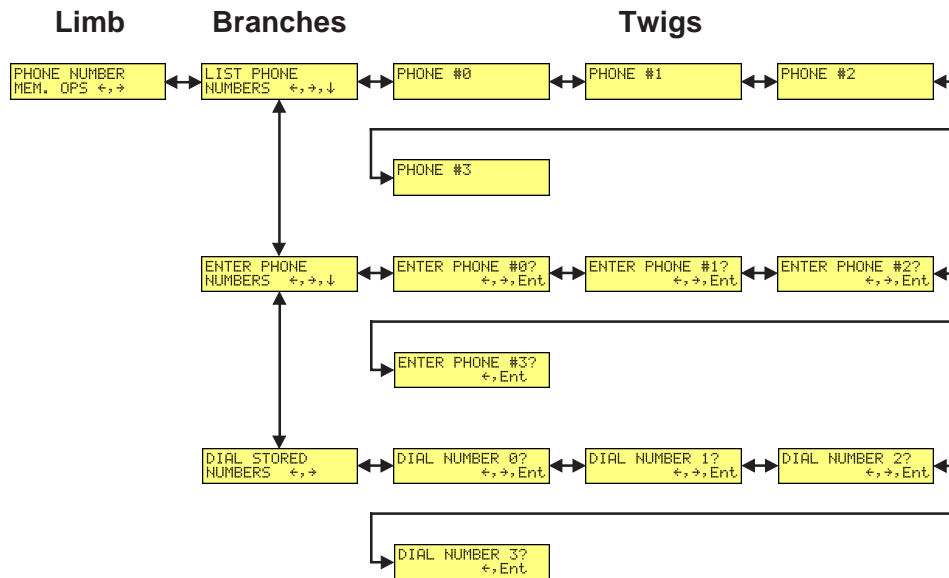 Limb Branches Twigs
PHONE NUMBER
MEM. OPS ←,→
LIST PHONE
NUMBERS ←,→,↓
PHONE #0
PHONE #1
PHONE #2
PHONE #3
ENTER PHONE
NUMBERS ←,→,↓
ENTER PHONE #0?
←,→,Ent
ENTER PHONE #1?
←,→,Ent
ENTER PHONE #2?
←,→,Ent
ENTER PHONE #3?
←,Ent
DIAL STORED
NUMBERS ←,→
DIAL NUMBER 0?
←,→,Ent
DIAL NUMBER 1?
←,→,Ent
DIAL NUMBER 2?
←,→,Ent
DIAL NUMBER 3?
←,Ent